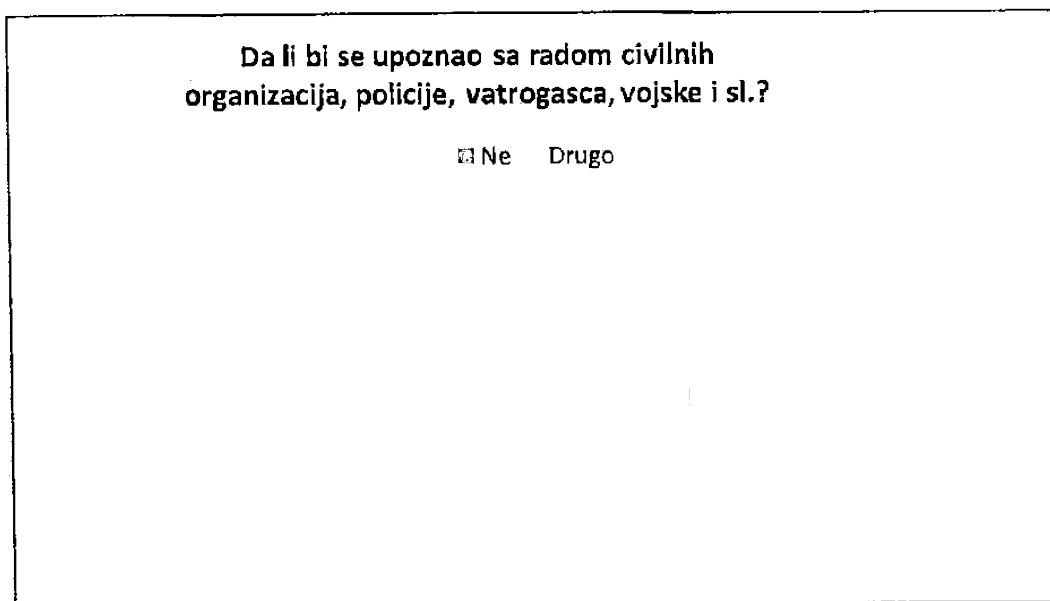 Da li bi se upoznao sa radom civilnih
organizacija, policije, vatrogasca, vojske i sl.?
Ne Drugo